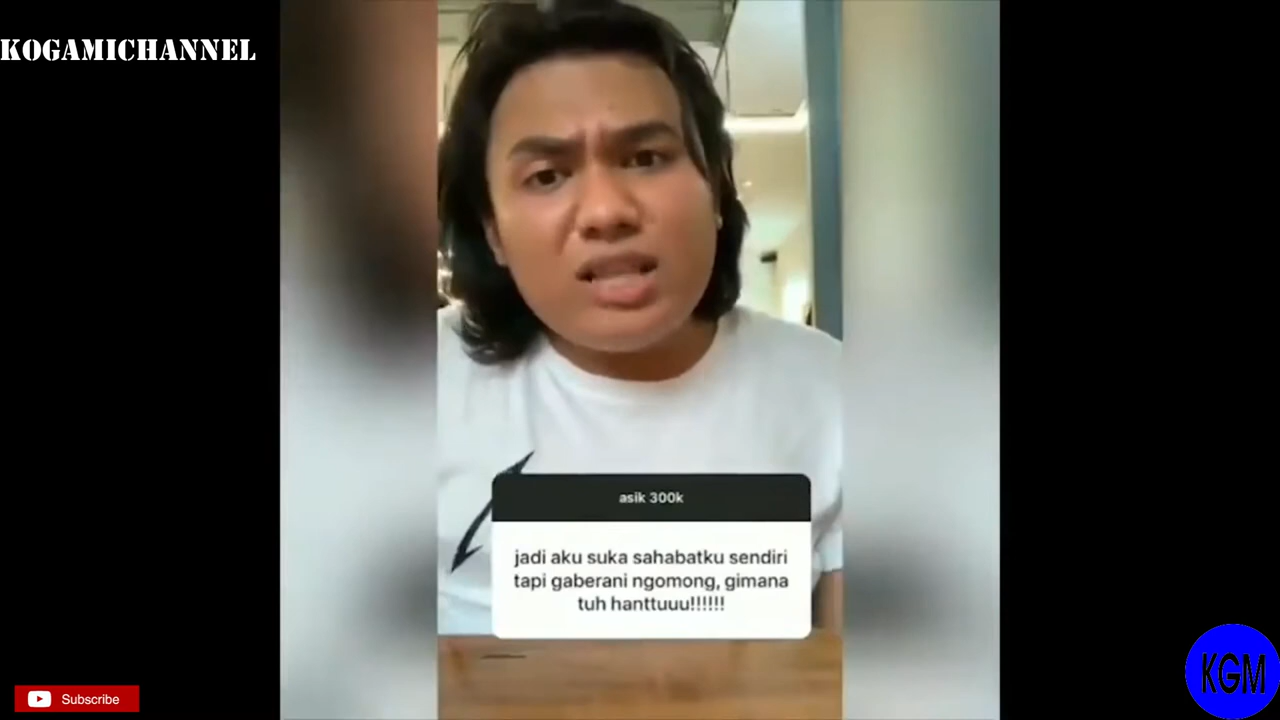 KOGAMICHANNEL
asik 300k
jadi aku suka sahabatku sendiri
tapi gaberani ngomong, gimana
tuh hanttuuu!!!!!!
Subscribe
KGM